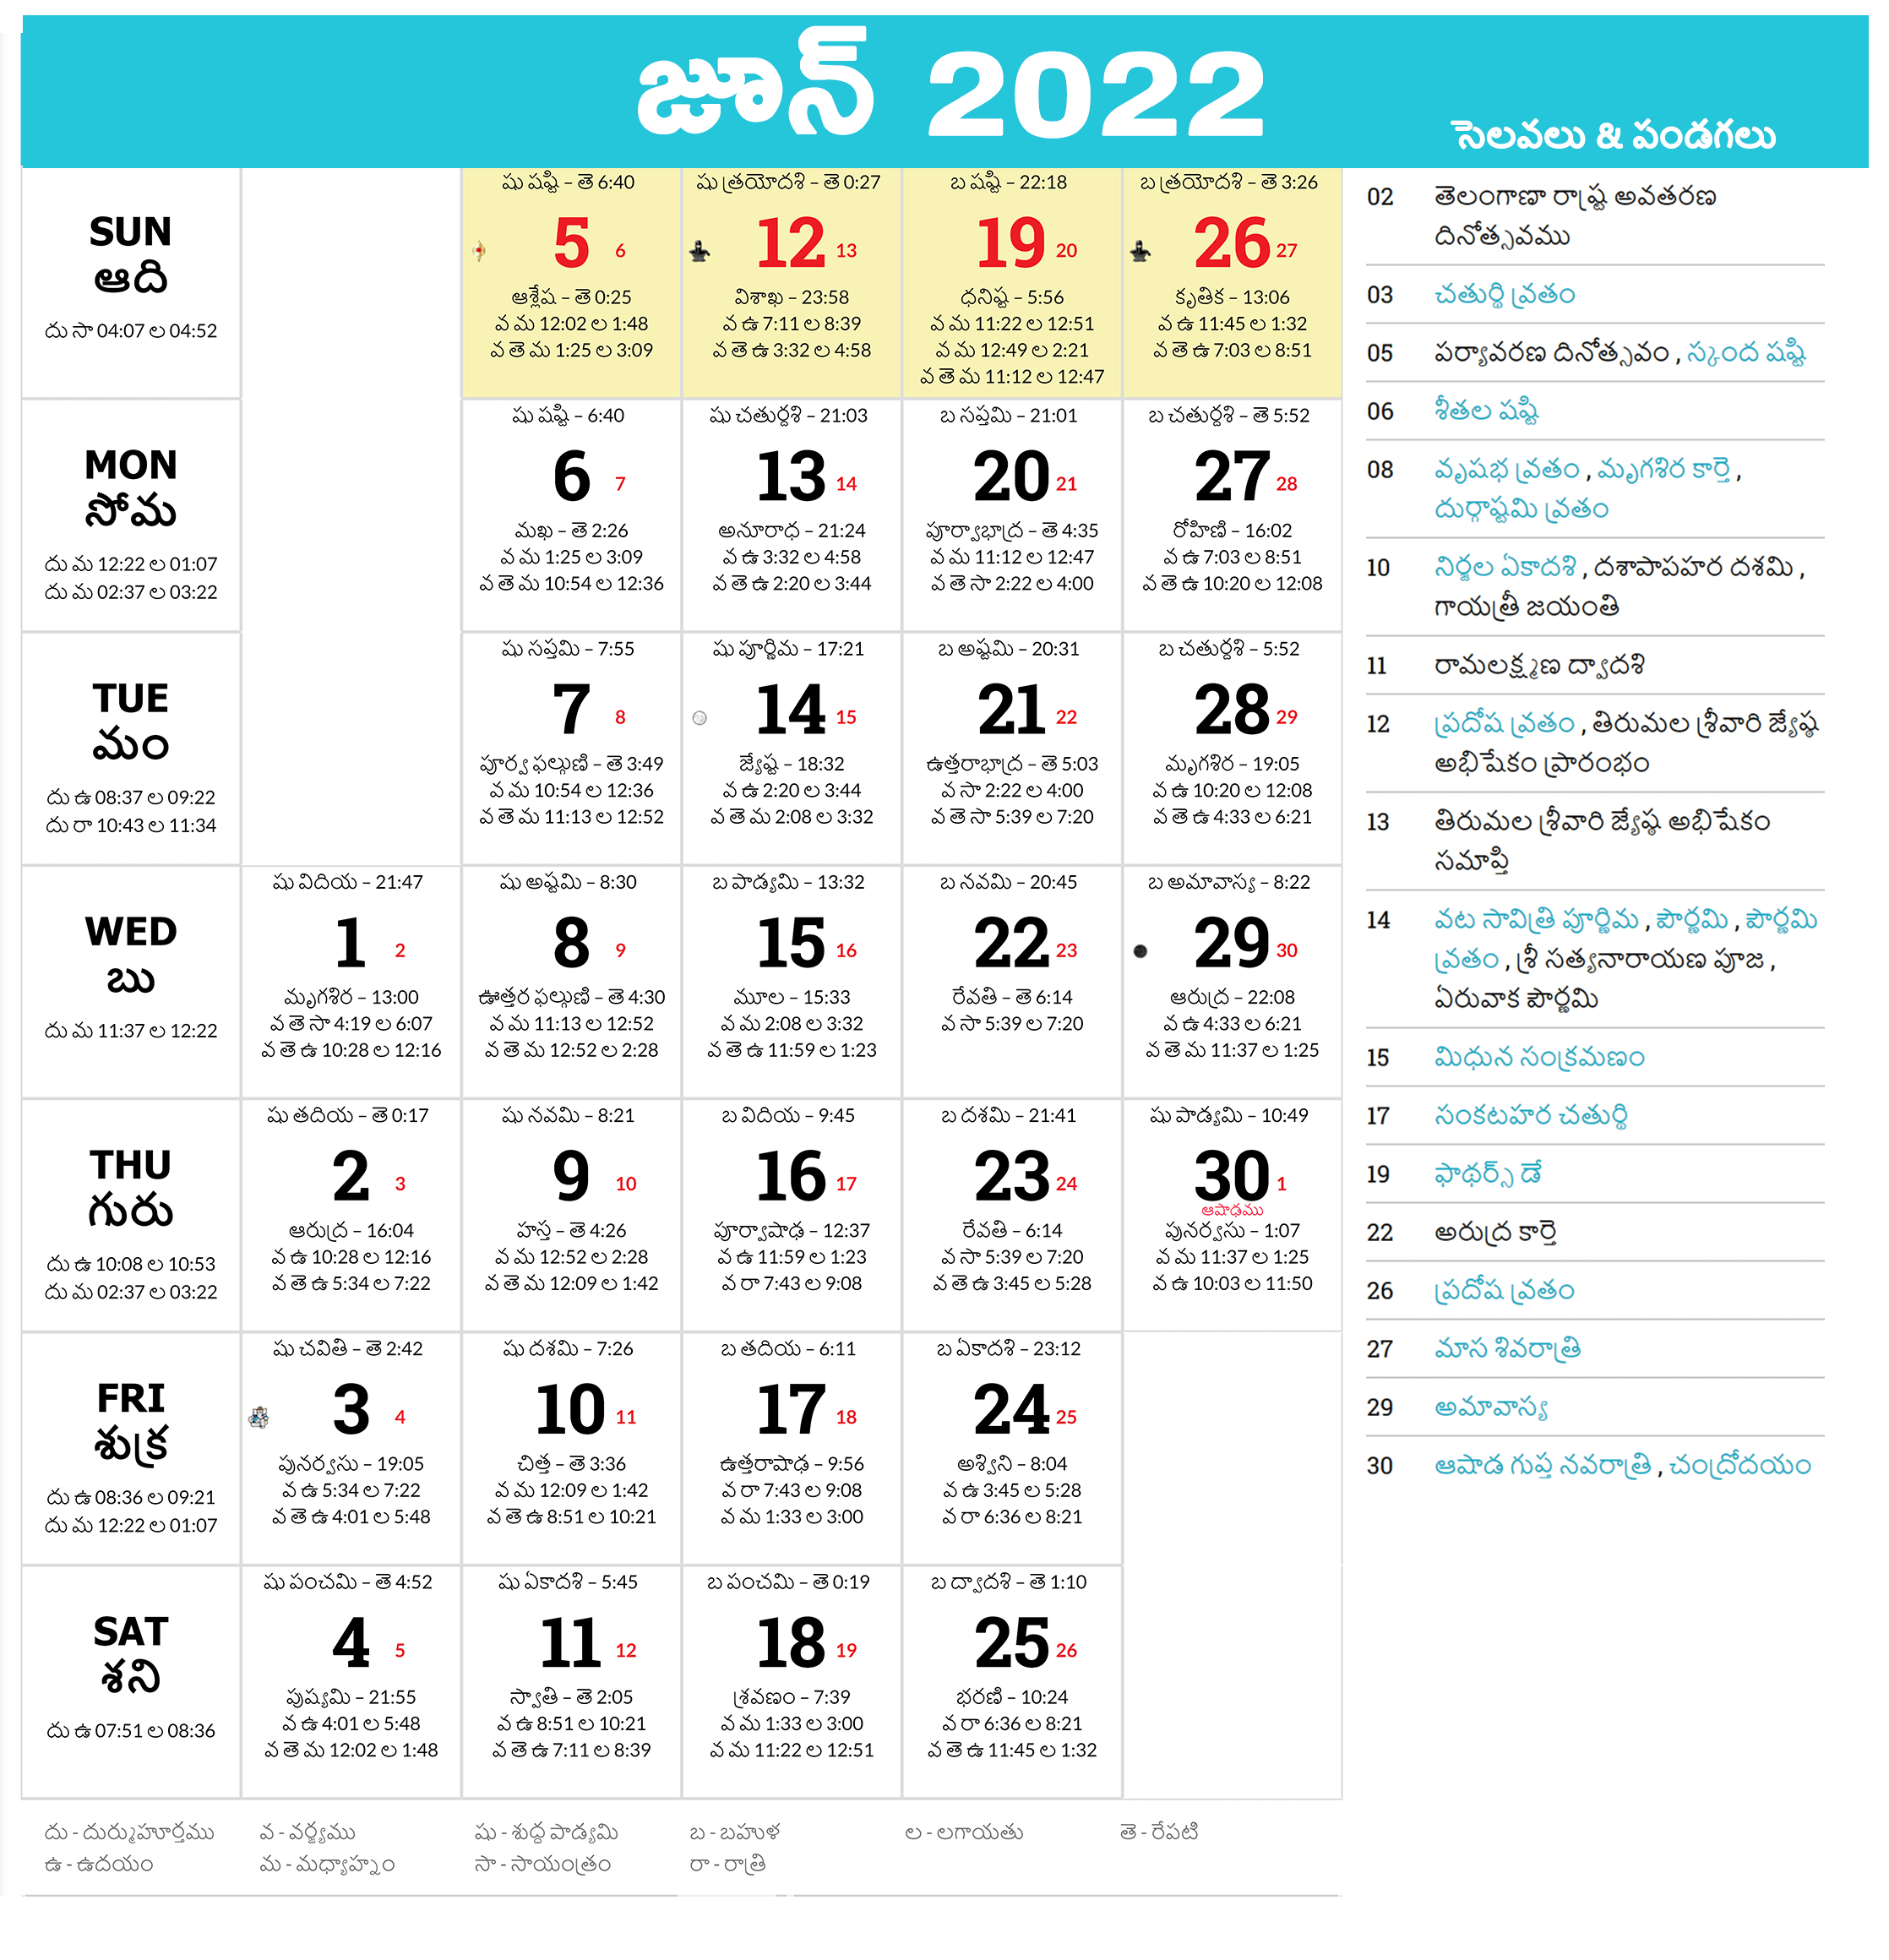 జూన్ 2022
సెలవలు & పండగలు
SUN
ఆది
దు సా 04:07 ల 04:52
షు షష్టి – తె 6:40
5 6
ఆశ్లేష – తె 0:25
వ మ 12:02 ల 1:48
వ తె మ 1:25 ల 3:09
షు త్రయోదశి – తె 0:27
12 13
విశాఖ – 23:58
వ ఉ 7:11 ల 8:39
వ తె ఉ 3:32 ల 4:58
బ షష్టి – 22:18
19 20
ధనిష్ట – 5:56
వ మ 11:22 ల 12:51
వ మ 12:49 ల 2:21
వ తె మ 11:12 ల 12:47
బ త్రయోదశి – తె 3:26
26 27
కృతిక – 13:06
వ ఉ 11:45 ల 1:32
వ తె ఉ 7:03 ల 8:51
MON
సోమ
దు మ 12:22 ల 01:07
దు మ 02:37 ల 03:22
షు షష్టి – 6:40
6 7
మఖ – తె 2:26
వ మ 1:25 ల 3:09
వ తె మ 10:54 ల 12:36
షు చతుర్దశి – 21:03
13 14
అనూరాధ – 21:24
వ ఉ 3:32 ల 4:58
వ తె ఉ 2:20 ల 3:44
బ సప్తమి – 21:01
20 21
పూర్వాభాద్ర – తె 4:35
వ మ 11:12 ల 12:47
వ తె సా 2:22 ల 4:00
బ చతుర్దశి – తె 5:52
27 28
రోహిణి – 16:02
వ ఉ 7:03 ల 8:51
వ తె ఉ 10:20 ల 12:08
TUE
మం
దు ఉ 08:37 ల 09:22
దు రా 10:43 ల 11:34
షు సప్తమి – 7:55
7 8
పూర్వ ఫల్గుణి – తె 3:49
వ మ 10:54 ల 12:36
వ తె మ 11:13 ల 12:52
షు పూర్ణిమ – 17:21
14 15
జ్యేష్ట – 18:32
వ ఉ 2:20 ల 3:44
వ తె మ 2:08 ల 3:32
బ అష్టమి – 20:31
21 22
ఉత్తరాభాద్ర – తె 5:03
వ సా 2:22 ల 4:00
వ తె సా 5:39 ల 7:20
బ చతుర్దశి – 5:52
28 29
మృగశిర – 19:05
వ ఉ 10:20 ల 12:08
వ తె ఉ 4:33 ల 6:21
WED
బు
దు మ 11:37 ల 12:22
షు విదియ – 21:47
1 2
మృగశిర – 13:00
వ తె సా 4:19 ల 6:07
వ తె ఉ 10:28 ల 12:16
షు అష్టమి – 8:30
8 9
ఊత్తర ఫల్గుణి – తె 4:30
వ మ 11:13 ల 12:52
వ తె మ 12:52 ల 2:28
బ పాడ్యమి – 13:32
15 16
మూల – 15:33
వ మ 2:08 ల 3:32
వ తె ఉ 11:59 ల 1:23
బ నవమి – 20:45
22 23
రేవతి – తె 6:14
వ సా 5:39 ల 7:20
బ అమావాస్య – 8:22
29 30
ఆరుద్ర – 22:08
వ ఉ 4:33 ల 6:21
వ తె మ 11:37 ల 1:25
THU
గురు
దు ఉ 10:08 ల 10:53
దు మ 02:37 ల 03:22
షు తదియ – తె 0:17
2 3
ఆరుద్ర – 16:04
వ ఉ 10:28 ల 12:16
వ తె ఉ 5:34 ల 7:22
షు నవమి – 8:21
9 10
హస్త – తె 4:26
వ మ 12:52 ల 2:28
వ తె మ 12:09 ల 1:42
బ విదియ – 9:45
16 17
పూర్వాషాఢ – 12:37
వ ఉ 11:59 ల 1:23
వ రా 7:43 ల 9:08
బ దశమి – 21:41
23 24
రేవతి – 6:14
వ సా 5:39 ల 7:20
వ తె ఉ 3:45 ల 5:28
షు పాడ్యమి – 10:49
30 1
ఆషాఢము
పునర్వసు – 1:07
వ మ 11:37 ల 1:25
వ ఉ 10:03 ల 11:50
FRI
శుక్ర
దు ఉ 08:36 ల 09:21
దు మ 12:22 ల 01:07
షు చవితి – తె 2:42
3 4
పునర్వసు – 19:05
వ ఉ 5:34 ల 7:22
వ తె ఉ 4:01 ల 5:48
షు దశమి – 7:26
10 11
చిత్త – తె 3:36
వ మ 12:09 ల 1:42
వ తె ఉ 8:51 ల 10:21
బ తదియ – 6:11
17 18
ఉత్తరాషాఢ – 9:56
వ రా 7:43 ల 9:08
వ మ 1:33 ల 3:00
బ ఏకాదశి – 23:12
24 25
అశ్విని – 8:04
వ ఉ 3:45 ల 5:28
వ రా 6:36 ల 8:21
SAT
శని
దు ఉ 07:51 ల 08:36
షు పంచమి – తె 4:52
4 5
పుష్యమి – 21:55
వ ఉ 4:01 ల 5:48
వ తె మ 12:02 ల 1:48
షు ఏకాదశి – 5:45
11 12
స్వాతి – తె 2:05
వ ఉ 8:51 ల 10:21
వ తె ఉ 7:11 ల 8:39
బ పంచమి – తె 0:19
18 19
శ్రవణం – 7:39
వ మ 1:33 ల 3:00
వ మ 11:22 ల 12:51
బ ద్వాదశి – తె 1:10
25 26
భరణి – 10:24
వ రా 6:36 ల 8:21
వ తె ఉ 11:45 ల 1:32
దు - దుర్ముహూర్తము వ - వర్జ్యము షు - శుద్ధ పాడ్యమి బ - బహుళ ల - లగాయతు తె - రేపటి
ఉ - ఉదయం మ - మధ్యాహ్నం సా - సాయంత్రం రా - రాత్రి
02 తెలంగాణా రాష్ట్ర అవతరణ
దినోత్సవము
03 చతుర్థి వ్రతం
05 పర్యావరణ దినోత్సవం , స్కంద షష్టి
06 శీతల షష్టి
08 వృషభ వ్రతం , మృగశిర కార్తె ,
దుర్గాష్టమి వ్రతం
10 నిర్జల ఏకాదశి , దశాపాపహర దశమి ,
గాయత్రీ జయంతి
11 రామలక్ష్మణ ద్వాదశి
12 ప్రదోష వ్రతం , తిరుమల శ్రీవారి జ్యేష్ఠ
అభిషేకం ప్రారంభం
13 తిరుమల శ్రీవారి జ్యేష్ఠ అభిషేకం
సమాప్తి
14 వట సావిత్రి పూర్ణిమ , పౌర్ణమి , పౌర్ణమి
వ్రతం , శ్రీ సత్యనారాయణ పూజ ,
ఏరువాక పౌర్ణమి
15 మిధున సంక్రమణం
17 సంకటహర చతుర్థి
19 ఫాథర్స్ డే
22 అరుద్ర కార్తె
26 ప్రదోష వ్రతం
27 మాస శివరాత్రి
29 అమావాస్య
30 ఆషాడ గుప్త నవరాత్రి , చంద్రోదయం